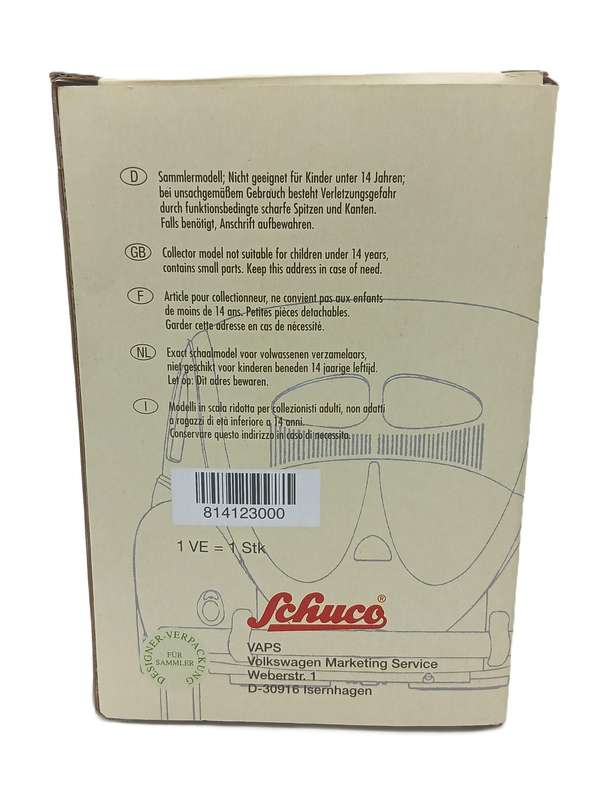 D Sammlermodell; Nicht geeignet für Kinder unter 14 Jahren;
bei unsachgemäßem Gebrauch besteht Verletzungsgefahr
durch funktionsbedingte scharfe Spitzen und Kanten.
Falls benötigt, Anschrift aufbewahren.
GB Collector model not suitable for children under 14 years,
contains small parts. Keep this address in case of need.
F Article pour collectionneur, ne convient pas aux enfants
de moins de 14 ans. Petites pièces detachables.
Garder cette adresse en cas de nécessité.
NL Exact schaalmodel voor volwassenen verzamelaars,
niet geschikt voor kinderen beneden 14 jaarige leftijd.
Let op: Dit adres bewaren.
I Modelli in scala ridotta per collezionisti adulti, non adatti
a ragazzi di età inferiore a 14 anni.
Conservare questo indirizzo in caso di necessita.
814123000
1 VE = 1 Stk
Schuco®
VAPS
Volkswagen Marketing Service
Weberstr. 1
D-30916 Isernhagen
DESIGNER-VERPACKUNG
FÜR
SAMMLER